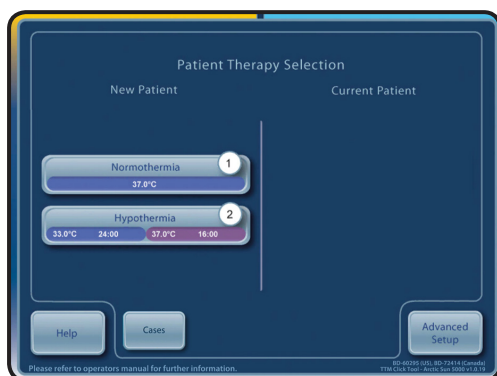 Patient Therapy Selection
New Patient Current Patient
Normothermia 1
37.0°C
Hypothermia 2
33.0°C 24:00 37.0°C 16:00
Help
Cases
Advanced
Setup
Please refer to operators manual for further information.
BD-60295 (US), BD-72414 (Canada)
TTM Click Tool - Arctic Sun 5000 v1.0.19